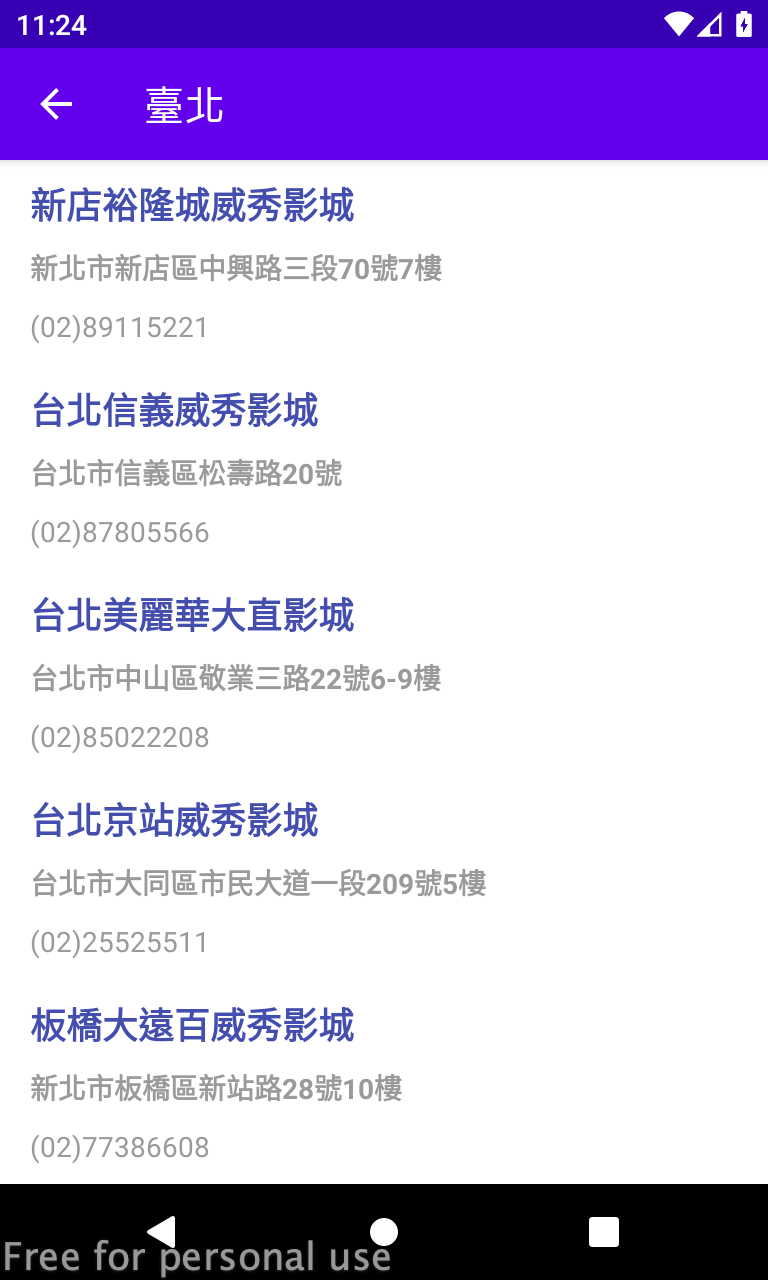 11:24
臺北
新店裕隆城威秀影城
新北市新店區中興路三段70號7樓
(02)89115221
台北信義威秀影城
台北市信義區松壽路20號
(02)87805566
台北美麗華大直影城
台北市中山區敬業三路22號6-9樓
(02)85022208
台北京站威秀影城
台北市大同區市民大道一段209號5樓
(02)25525511
板橋大遠百威秀影城
新北市板橋區新站路28號10樓
(02)77386608
Free for personal use